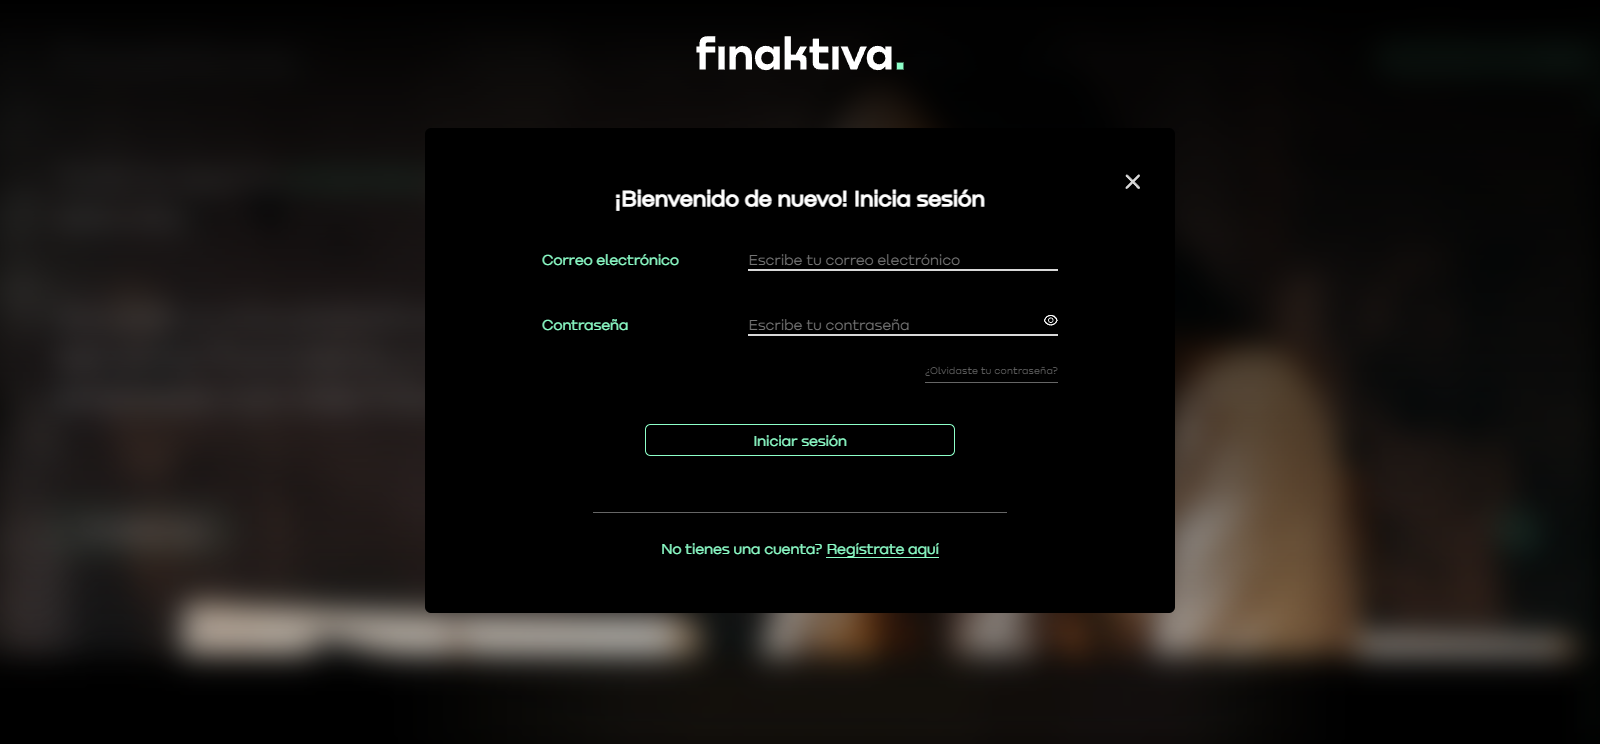 finaktiva.
¡Bienvenido de nuevo! Inicia sesión
Correo electrónico
Escribe tu correo electrónico
Contraseña
Escribe tu contraseña
¿Olvidaste tu contraseña?
Iniciar sesión
No tienes una cuenta? Regístrate aquí